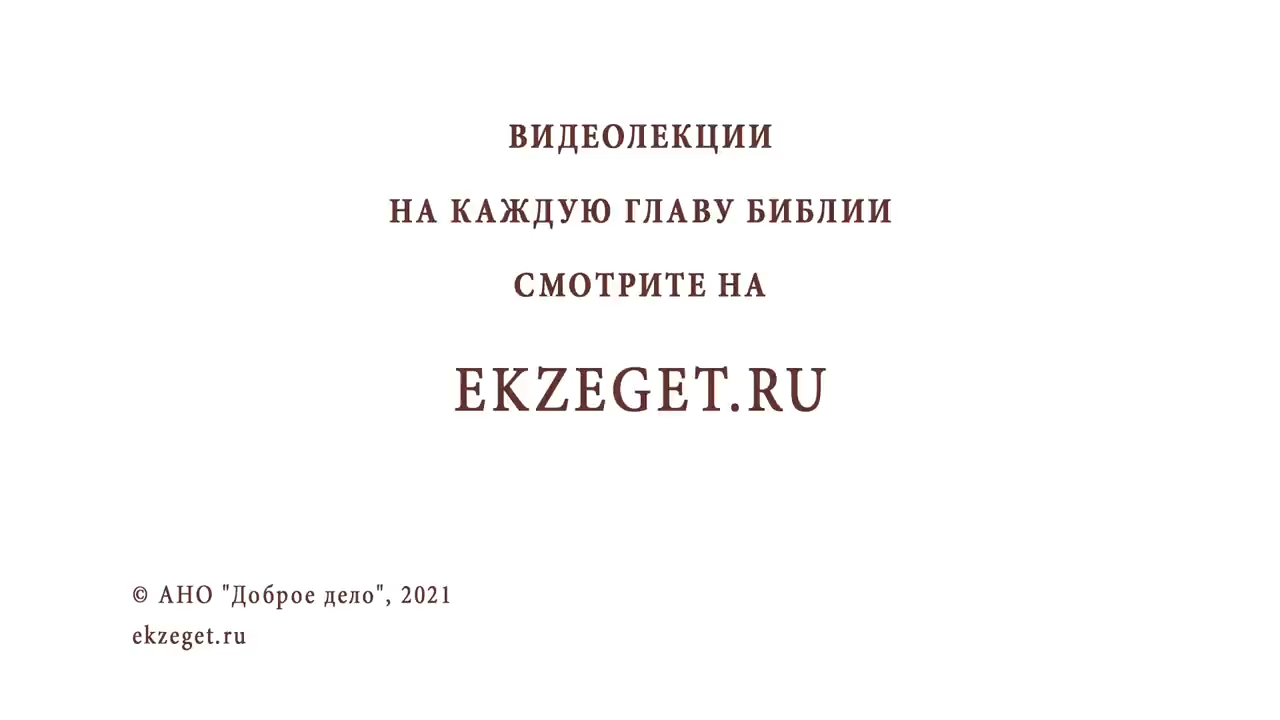 ВИДЕОЛЕКЦИИ
НА КАЖДУЮ ГЛАВУ БИБЛИИ
СМОТРИТЕ НА
EKZEGET.RU
© АНО "Доброе дело", 2021
ekzeget.ru